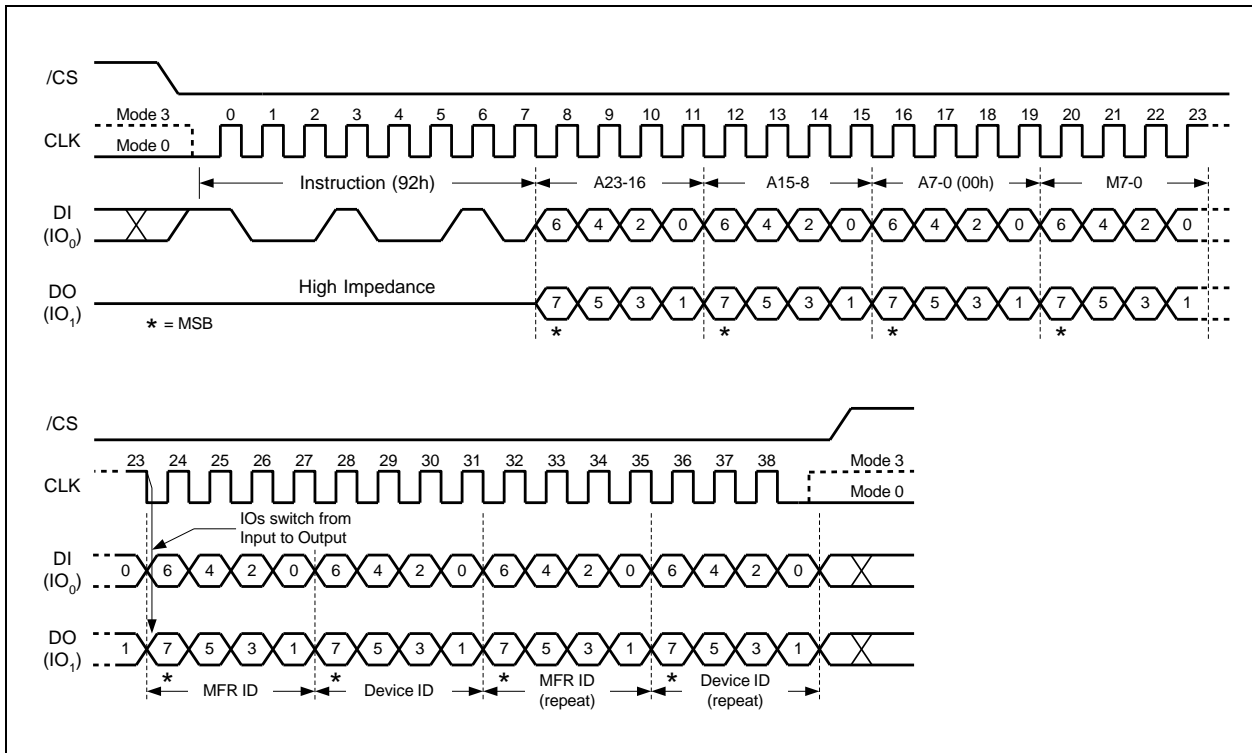 /CS
Mode 3 0 1 2 3 4 5 6 7 8 9 10 11 12 13 14 15 16 17 18 19 20 21 22 23
CLK
Mode 0
Instruction (92h) A23-16 A15-8 A7-0 (00h) M7-0
DI
(IO0) 6 4 2 0 6 4 2 0 6 4 2 0 6 4 2 0
High Impedance
DO
(IO1) 7 5 3 1 7 5 3 1 7 5 3 1 7 5 3 1
* = MSB * * * *
/CS
23 24 25 26 27 28 29 30 31 32 33 34 35 36 37 38 Mode 3
CLK
Mode 0
IOs switch from
Input to Output
DI
(IO0) 0 6 4 2 0 6 4 2 0 6 4 2 0 6 4 2 0
DO
(IO1) 1 7 5 3 1 7 5 3 1 7 5 3 1 7 5 3 1
* MFR ID * Device ID * MFR ID * Device ID
(repeat) (repeat)